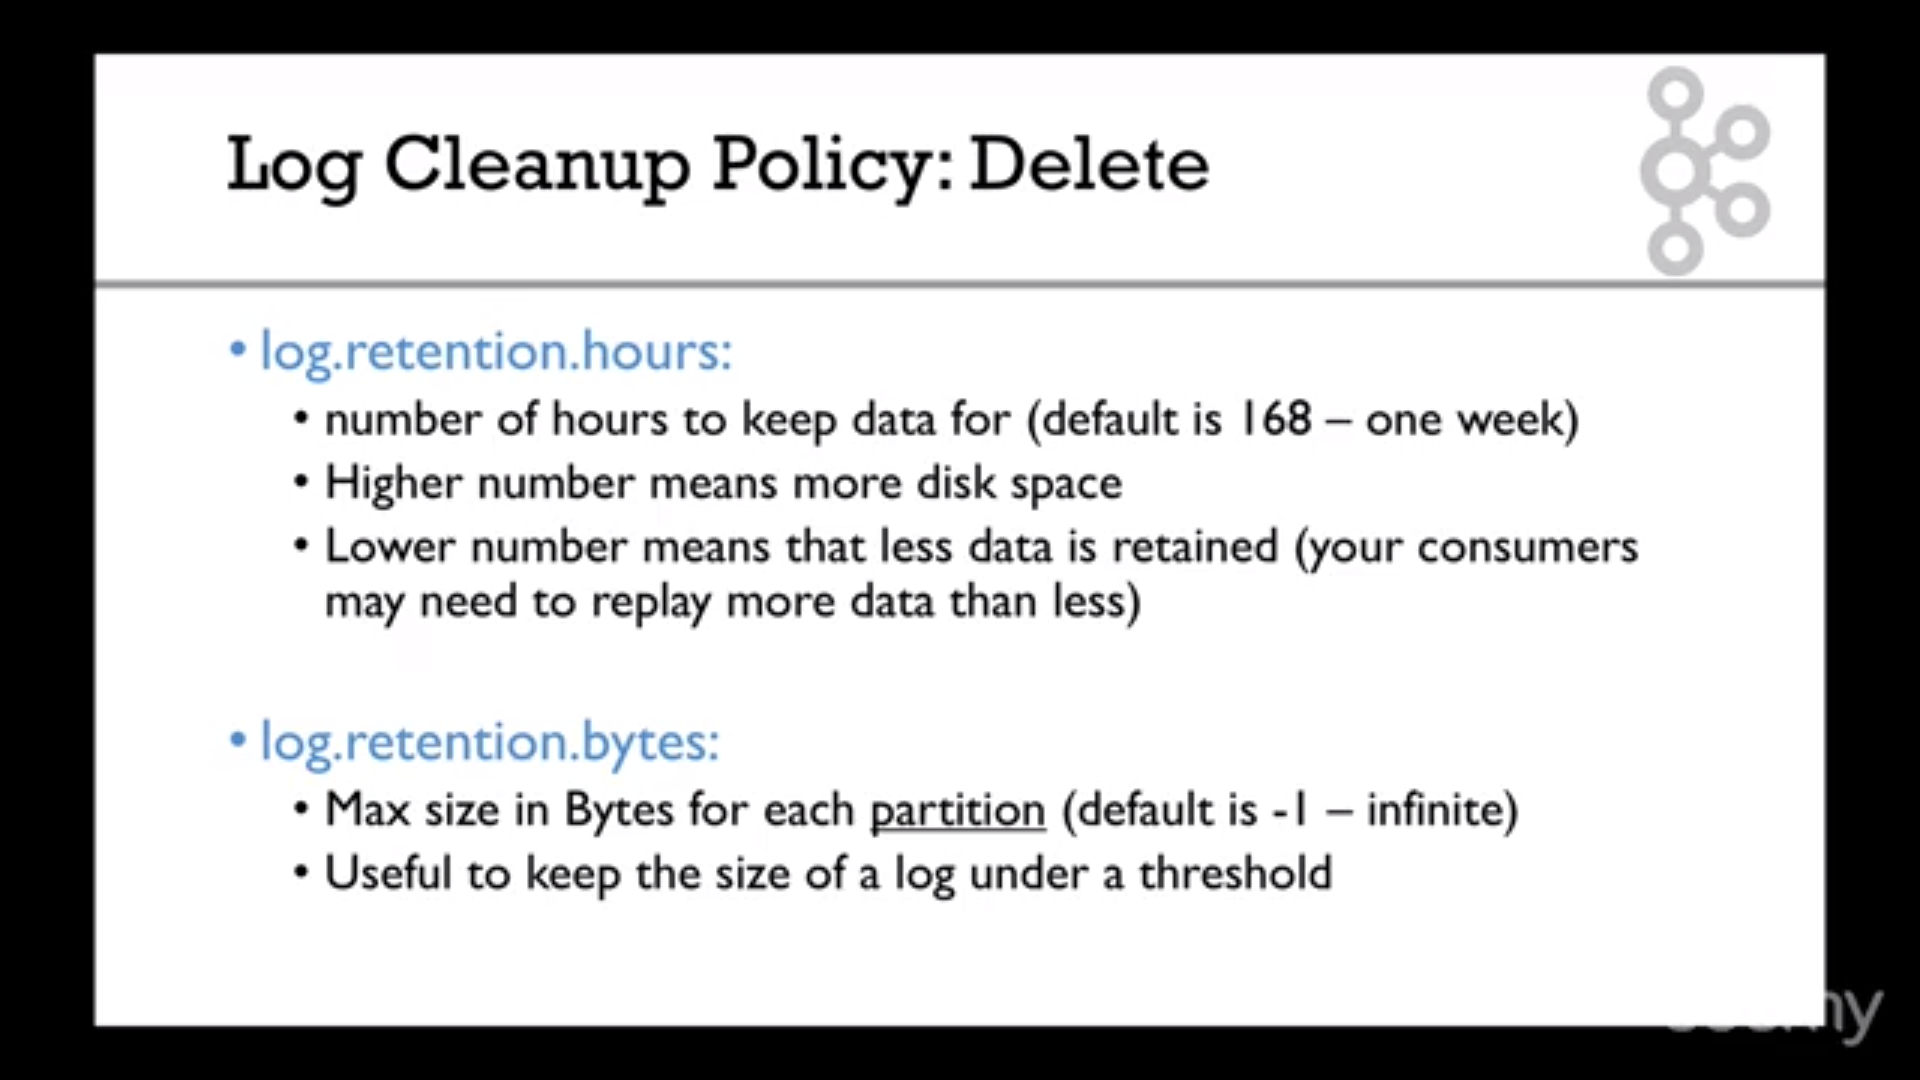 Log Cleanup Policy: Delete
• log.retention.hours:
• number of hours to keep data for (default is 168 – one week)
• Higher number means more disk space
• Lower number means that less data is retained (your consumers
may need to replay more data than less)
• log.retention.bytes:
• Max size in Bytes for each partition (default is -1 – infinite)
• Useful to keep the size of a log under a threshold